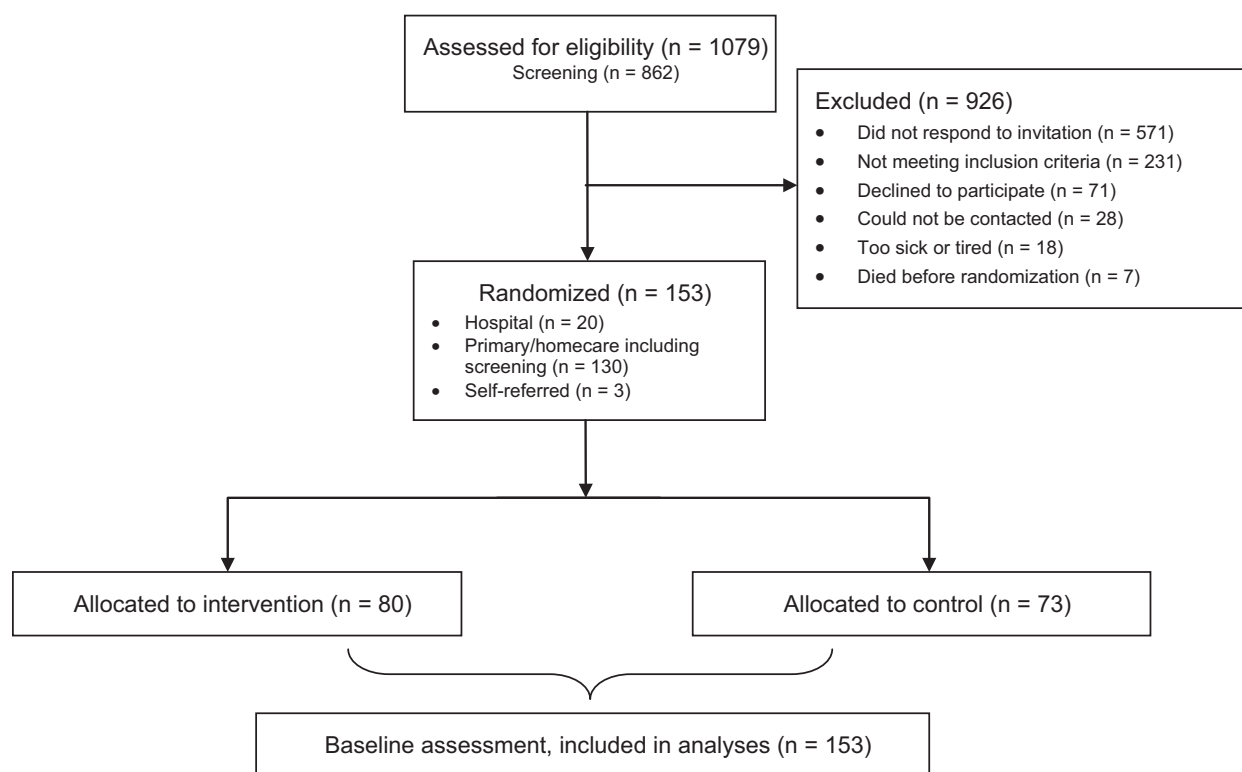 Assessed for eligibility (n = 1079)
Screening (n = 862)
Excluded (n = 926)
• Did not respond to invitation (n = 571)
• Not meeting inclusion criteria (n = 231)
• Declined to participate (n = 71)
• Could not be contacted (n = 28)
• Too sick or tired (n = 18)
• Died before randomization (n = 7)
Randomized (n = 153)
• Hospital (n = 20)
• Primary/homecare including
screening (n = 130)
• Self-referred (n = 3)
Allocated to intervention (n = 80)
Allocated to control (n = 73)
Baseline assessment, included in analyses (n = 153)